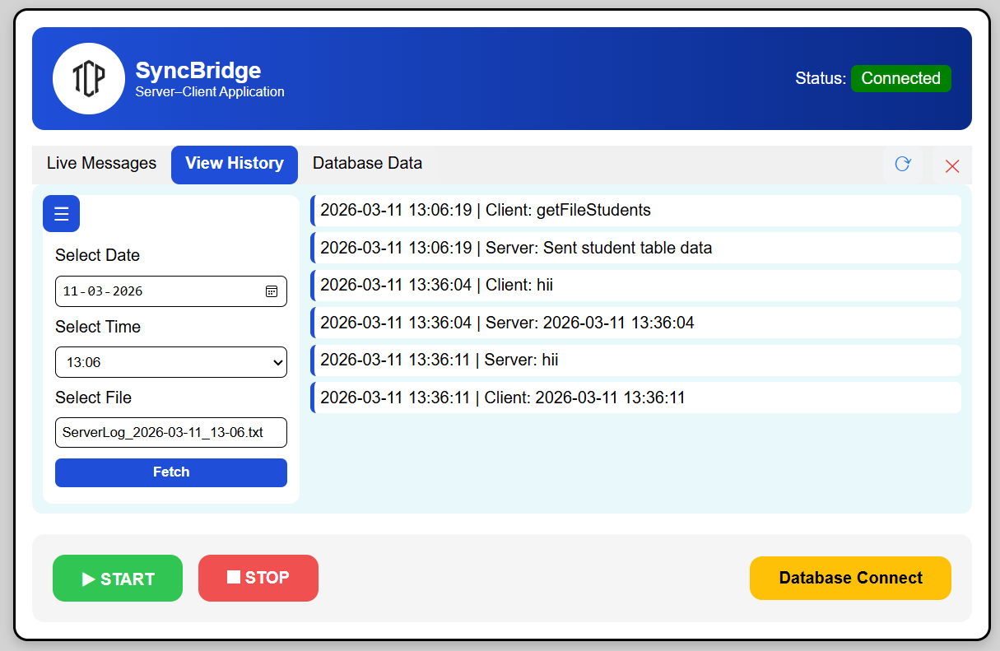 TCP
SyncBridge
Server–Client Application
Status: Connected
Live Messages
View History
Database Data
Select Date
11-03-2026
Select Time
13:06
Select File
ServerLog_2026-03-11_13-06.txt
Fetch
2026-03-11 13:06:19 | Client: getFileStudents
2026-03-11 13:06:19 | Server: Sent student table data
2026-03-11 13:36:04 | Client: hii
2026-03-11 13:36:04 | Server: 2026-03-11 13:36:04
2026-03-11 13:36:11 | Server: hii
2026-03-11 13:36:11 | Client: 2026-03-11 13:36:11
START
STOP
Database Connect